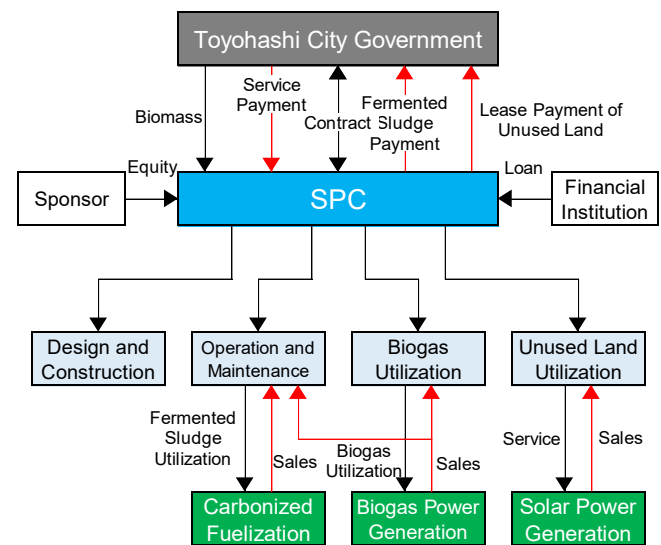 Toyohashi City Government
Service
Payment
Biomass
Contract
Fermented
Sludge
Payment
Lease Payment of
Unused Land
Equity
Loan
Sponsor
SPC
Financial
Institution
Design and
Construction
Operation and
Maintenance
Biogas
Utilization
Unused Land
Utilization
Fermented
Sludge
Utilization
Sales
Biogas
Utilization
Sales
Service
Sales
Carbonized
Fuelization
Biogas Power
Generation
Solar Power
Generation